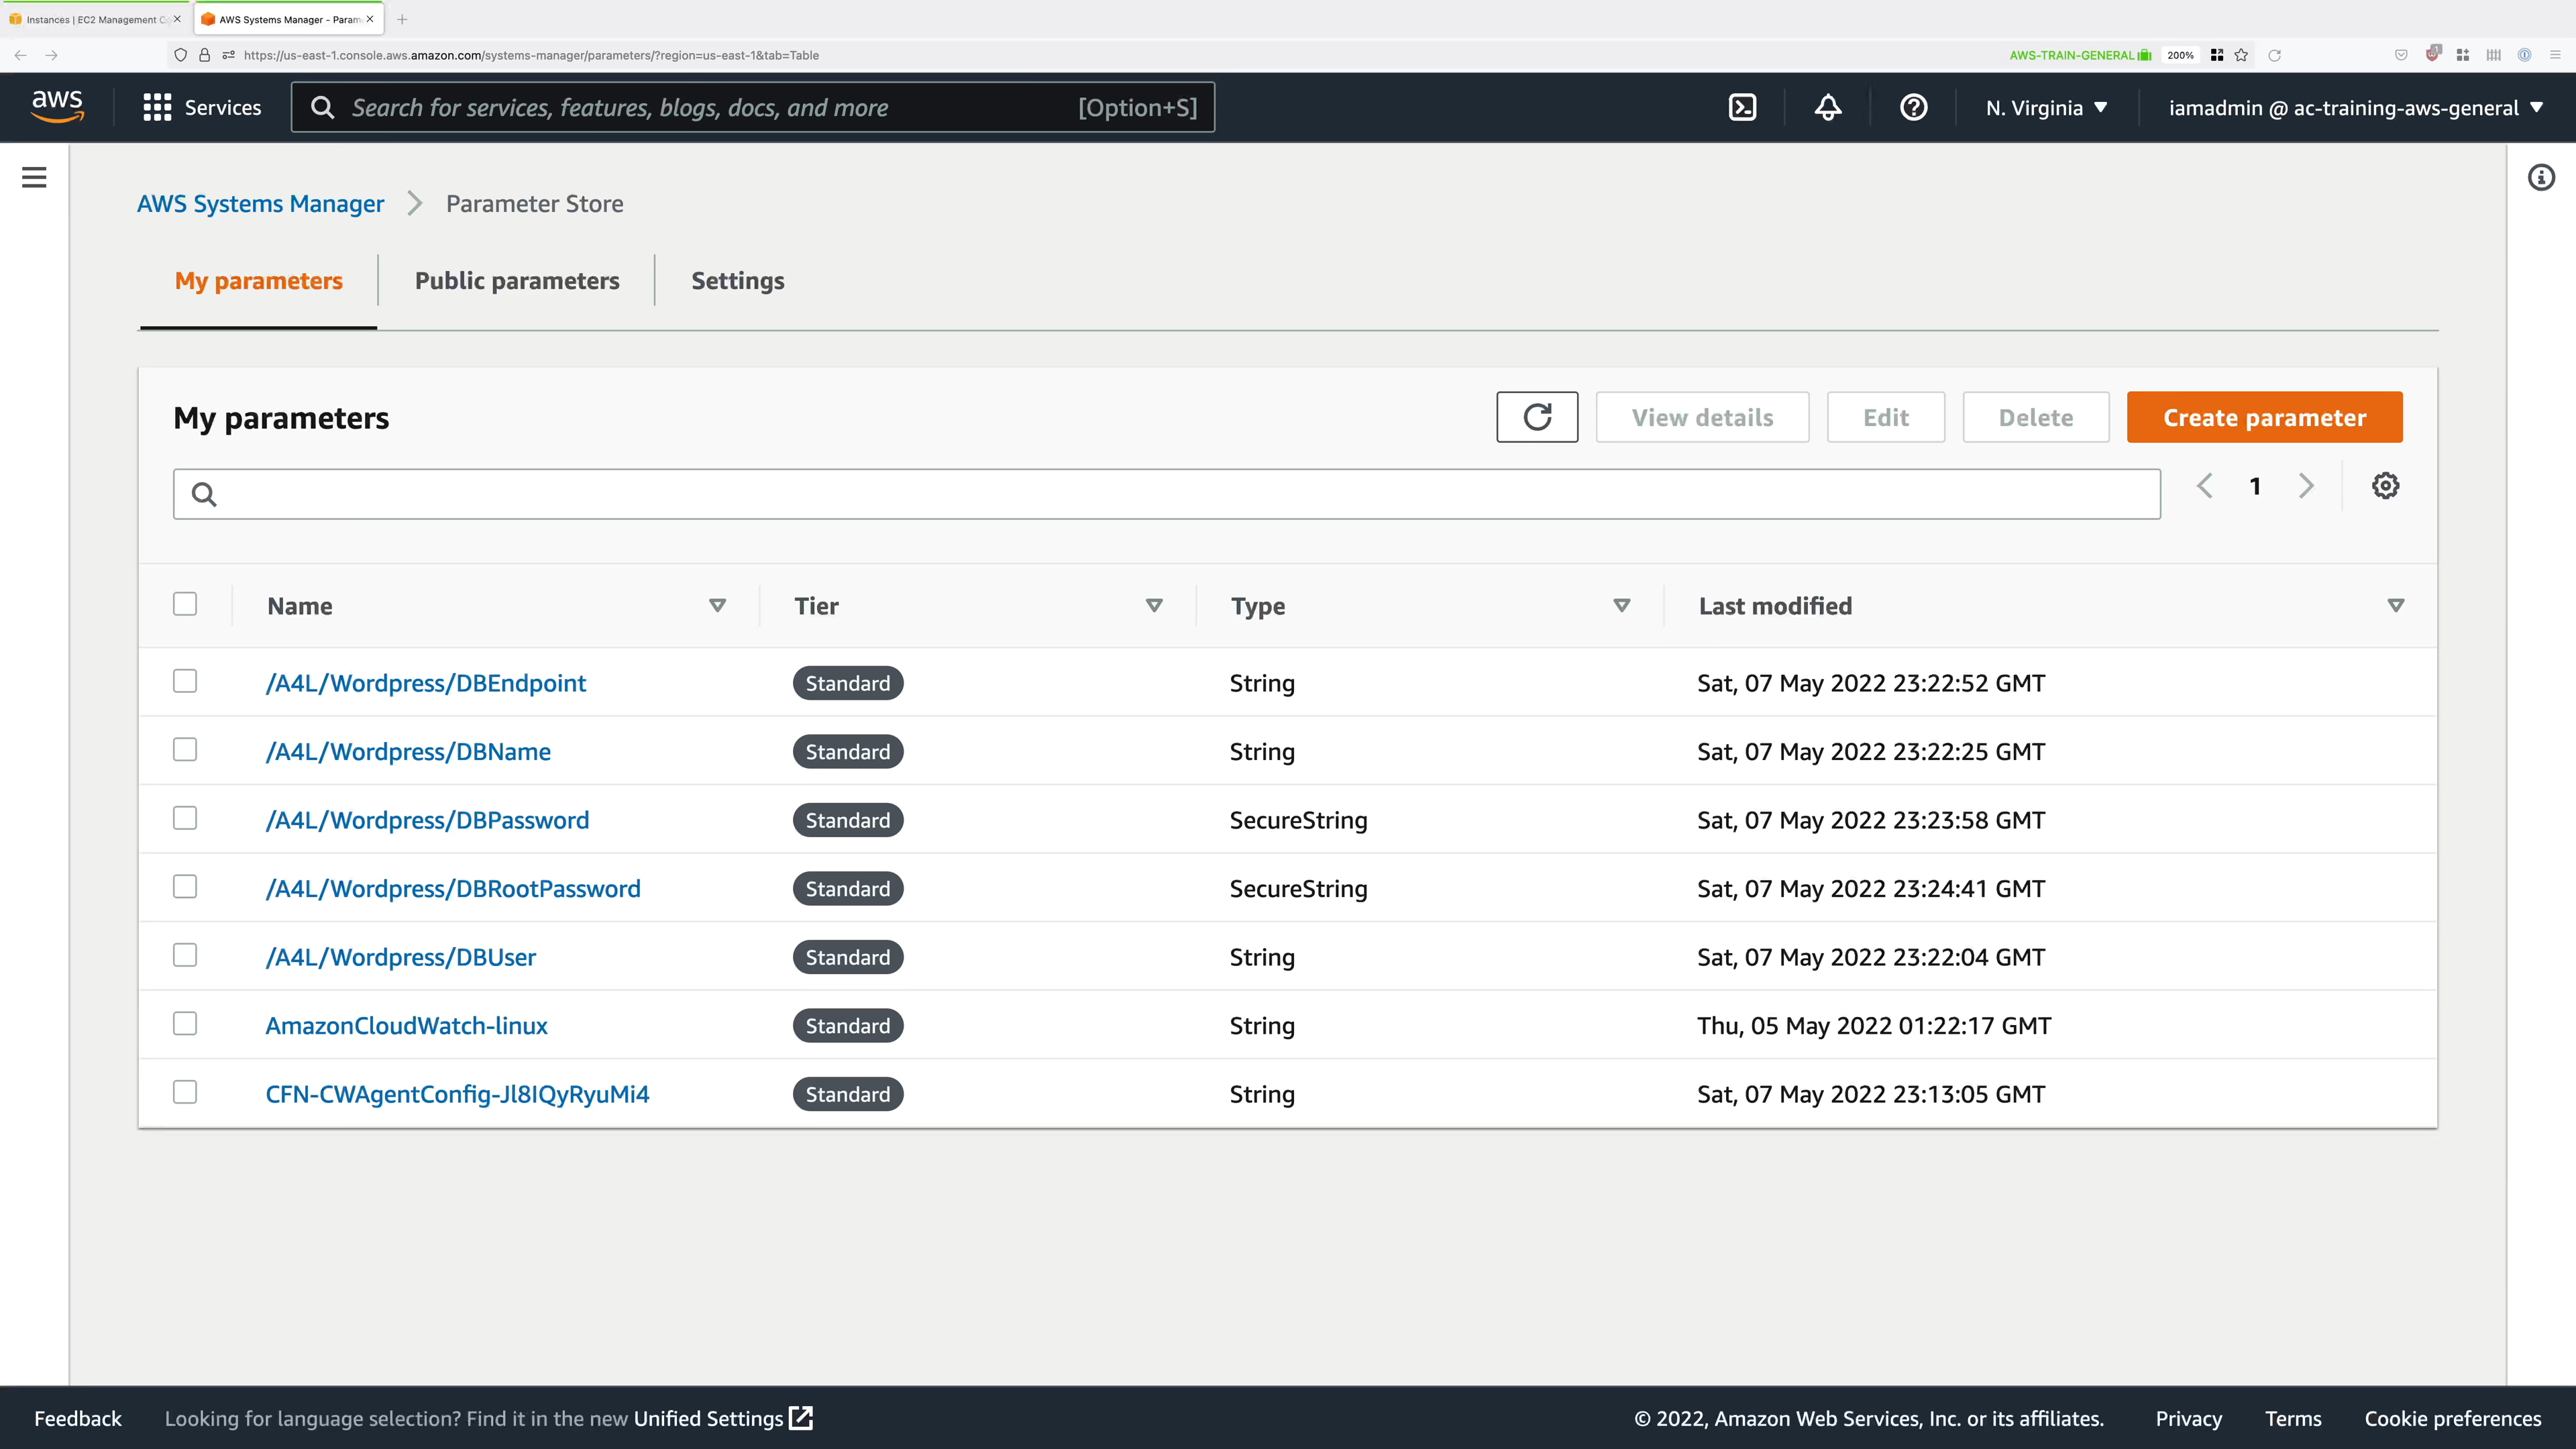 Instances | EC2 Management Co
AWS Systems Manager - Param
https://us-east-1.console.aws.amazon.com/systems-manager/parameters/?region=us-east-1&tab=Table
AWS-TRAIN-GENERAL
200%
aws
Services
Search for services, features, blogs, docs, and more
[Option+S]
N. Virginia
iamadmin @ ac-training-aws-general
AWS Systems Manager
Parameter Store
My parameters
Public parameters
Settings
My parameters
View details
Edit
Delete
Create parameter
1
Name Tier Type Last modified
/A4L/Wordpress/DBEndpoint Standard String Sat, 07 May 2022 23:22:52 GMT
/A4L/Wordpress/DBName Standard String Sat, 07 May 2022 23:22:25 GMT
/A4L/Wordpress/DBPassword Standard SecureString Sat, 07 May 2022 23:23:58 GMT
/A4L/Wordpress/DBRootPassword Standard SecureString Sat, 07 May 2022 23:24:41 GMT
/A4L/Wordpress/DBUser Standard String Sat, 07 May 2022 23:22:04 GMT
AmazonCloudWatch-linux Standard String Thu, 05 May 2022 01:22:17 GMT
CFN-CWAgentConfig-Jl8IQyRyuMi4 Standard String Sat, 07 May 2022 23:13:05 GMT
Feedback
Looking for language selection? Find it in the new Unified Settings
© 2022, Amazon Web Services, Inc. or its affiliates.
Privacy
Terms
Cookie preferences